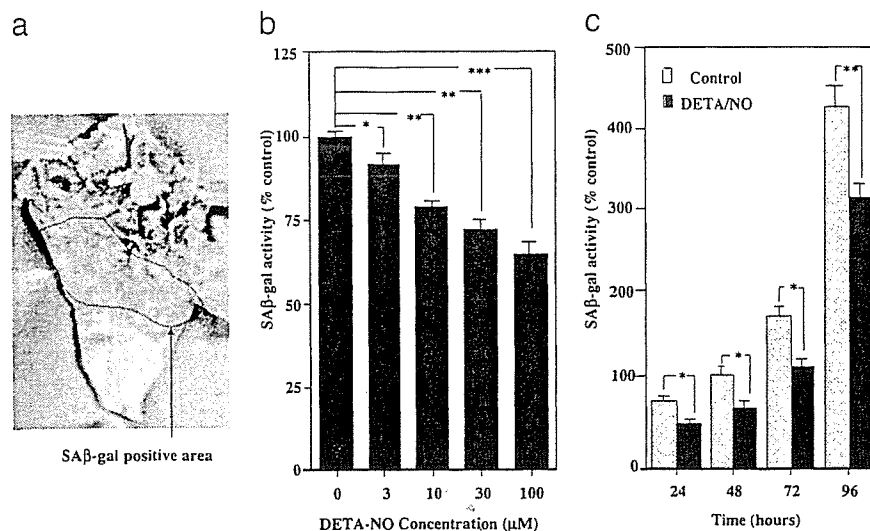 a
SAβ-gal positive area
b
SAβ-gal activity (% control)
125
100
75
50
25
0
***
**
**
*
0 3 10 30 100
DETA-NO Concentration (μM)
c
SAβ-gal activity (% control)
500
400
300
200
100
0
Control
DETA/NO
*
*
*
**
24 48 72 96
Time (hours)